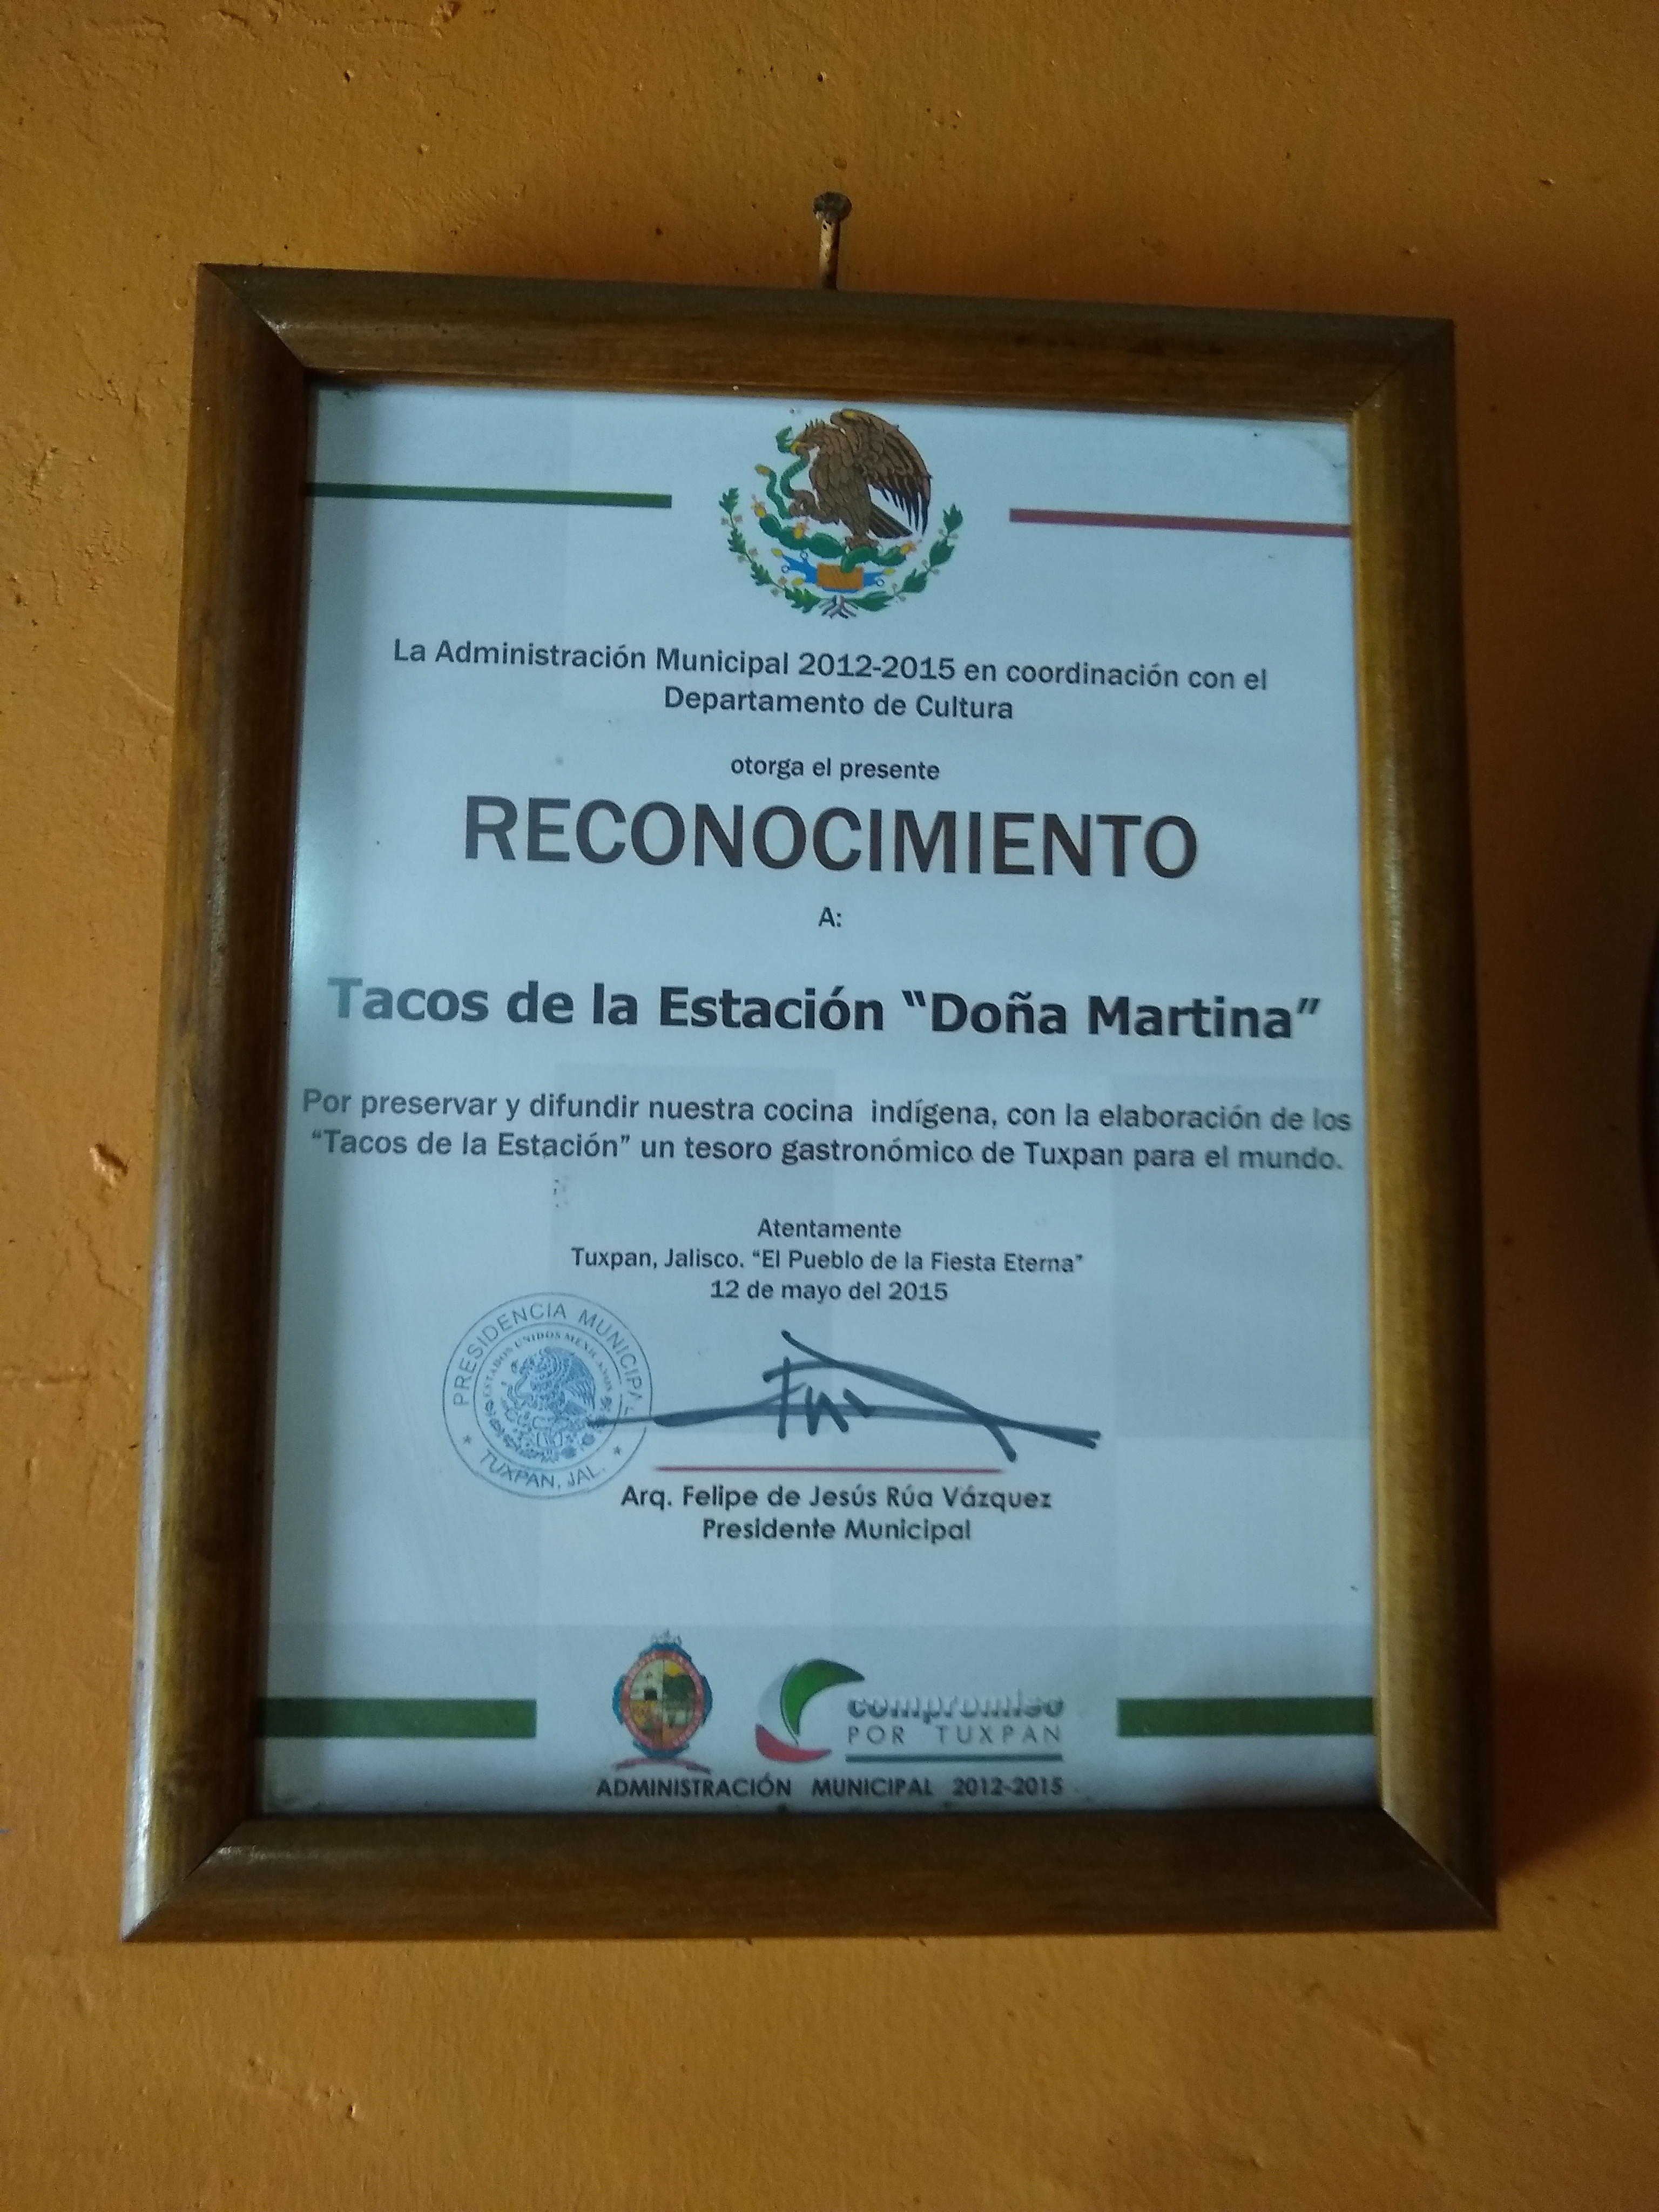 La Administración Municipal 2012-2015 en coordinación con el
Departamento de Cultura
otorga el presente
RECONOCIMIENTO
A:
Tacos de la Estación “Doña Martina”
Por preservar y difundir nuestra cocina indígena, con la elaboración de los
“Tacos de la Estación” un tesoro gastronómico de Tuxpan para el mundo.
Atentamente
Tuxpan, Jalisco. “El Pueblo de la Fiesta Eterna”
12 de mayo del 2015
PRESIDENCIA MUNICIPAL
ESTADOS UNIDOS MEXICANOS
TUXPAN, JAL.
Arq. Felipe de Jesús Rúa Vázquez
Presidente Municipal
compromiso
POR TUXPAN
ADMINISTRACIÓN MUNICIPAL 2012-2015